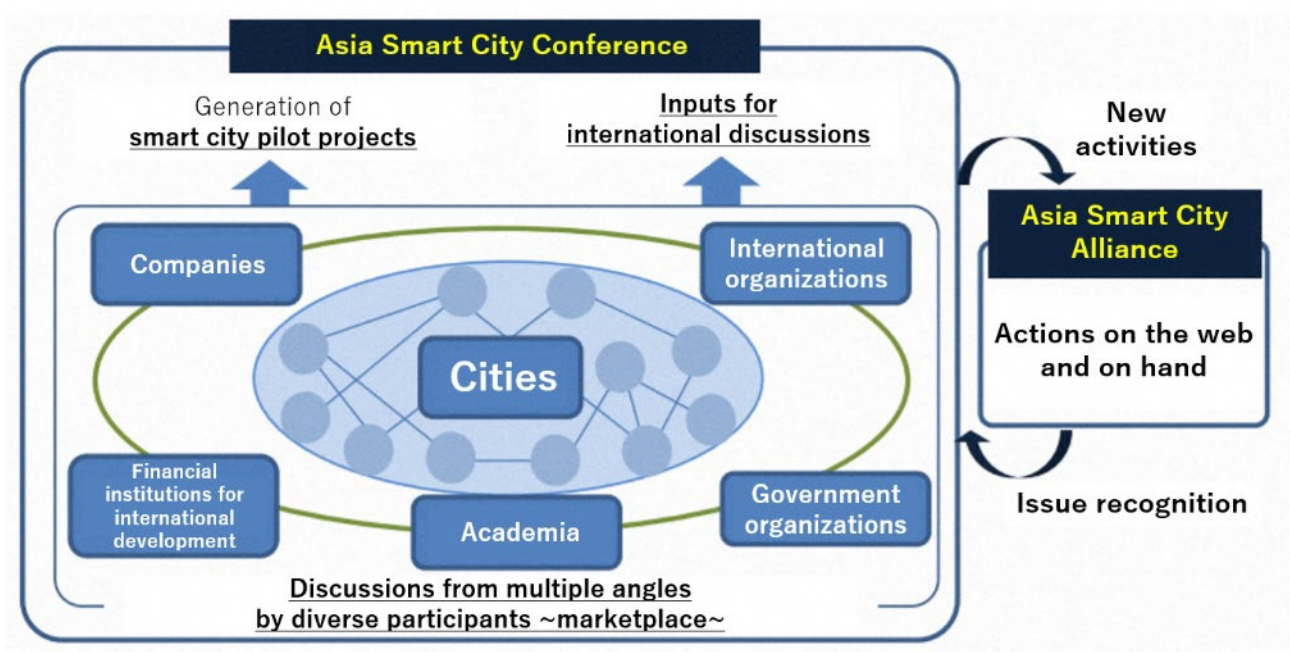 Asia Smart City Conference
Generation of
smart city pilot projects
Inputs for
international discussions
New
activities
Asia Smart City
Alliance
Actions on the web
and on hand
Issue recognition
Companies
International
organizations
Cities
Financial
institutions for
international
development
Academia
Government
organizations
Discussions from multiple angles
by diverse participants ~marketplace~